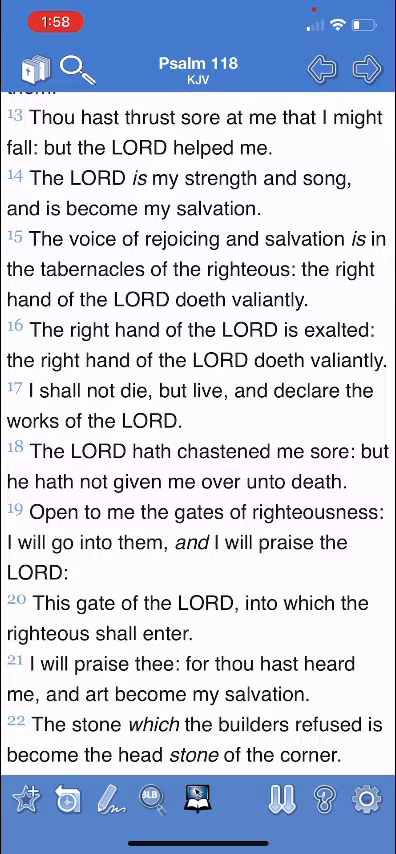 1:58
Psalm 118
KJV
them.
13 Thou hast thrust sore at me that I might
fall: but the LORD helped me.
14 The LORD is my strength and song,
and is become my salvation.
15 The voice of rejoicing and salvation is in
the tabernacles of the righteous: the right
hand of the LORD doeth valiantly.
16 The right hand of the LORD is exalted:
the right hand of the LORD doeth valiantly.
17 I shall not die, but live, and declare the
works of the LORD.
18 The LORD hath chastened me sore: but
he hath not given me over unto death.
19 Open to me the gates of righteousness:
I will go into them, and I will praise the
LORD:
20 This gate of the LORD, into which the
righteous shall enter.
21 I will praise thee: for thou hast heard
me, and art become my salvation.
22 The stone which the builders refused is
become the head stone of the corner.
BLB